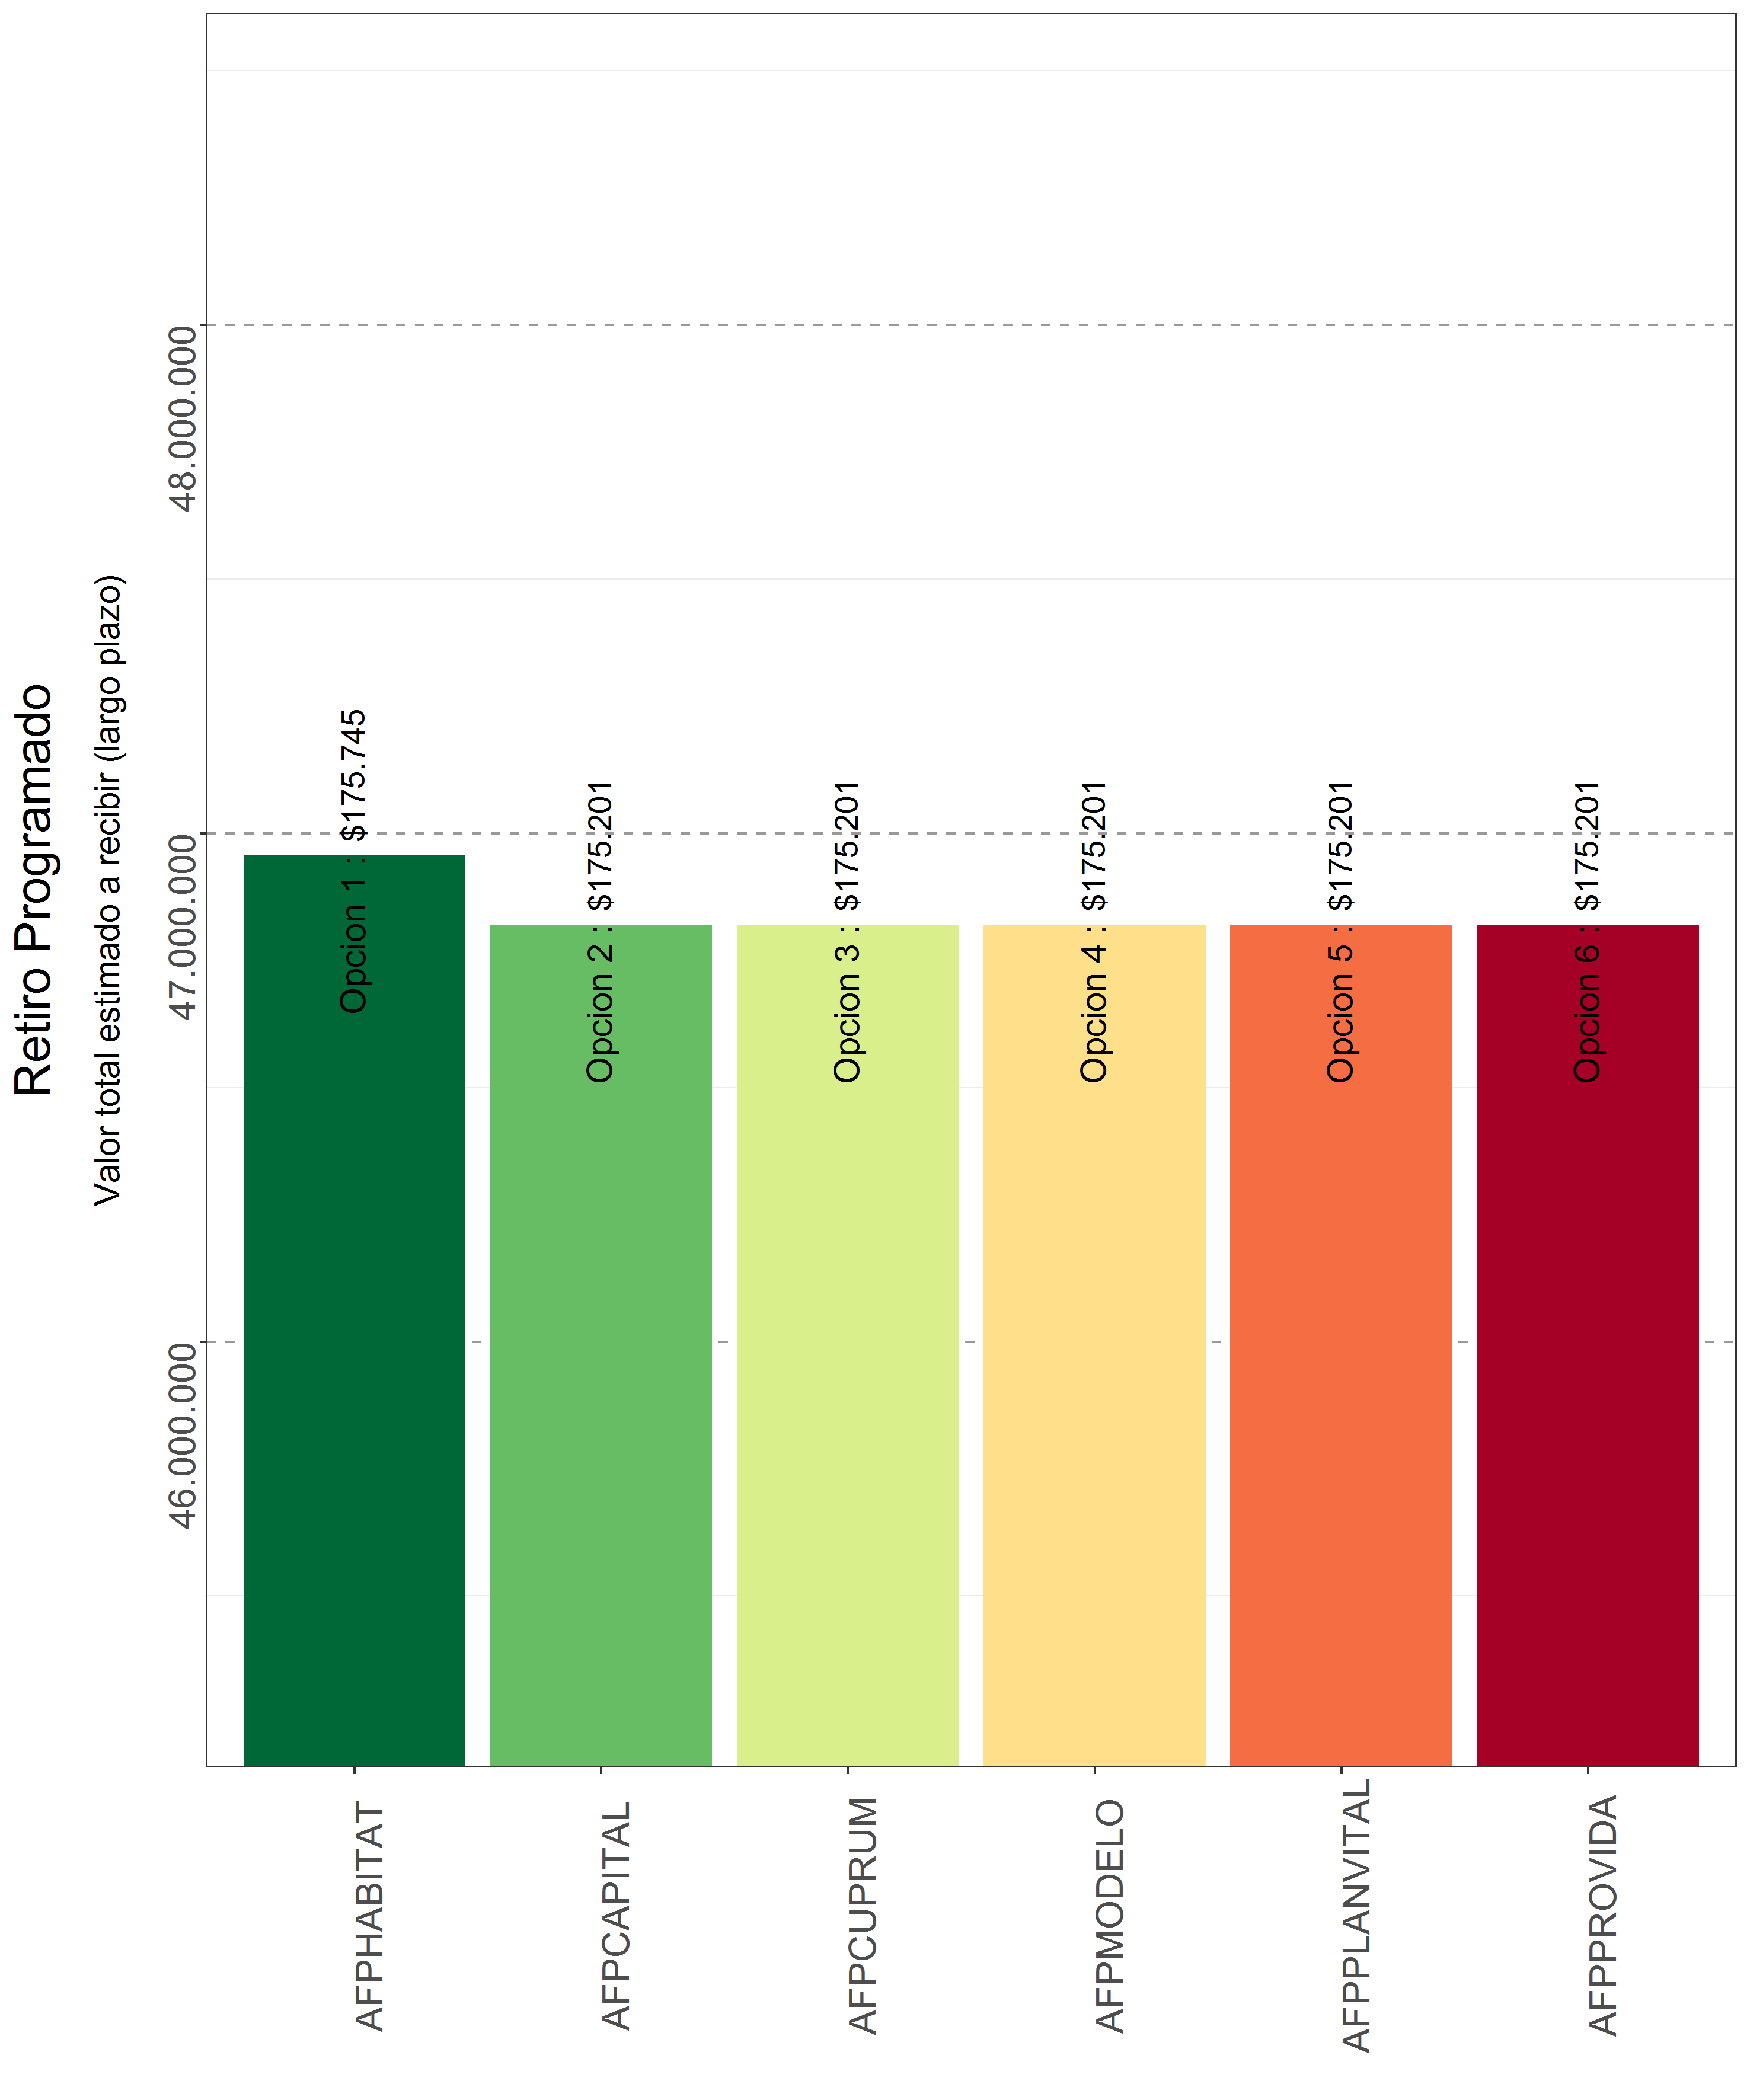 Retiro Programado
Valor total estimado a recibir (largo plazo)
46.000.000
47.000.000
48.000.000
AFPHABITAT
Opcion 1 : $175.745
AFPCAPITAL
Opcion 2 : $175.201
AFPCUPRUM
Opcion 3 : $175.201
AFPMODELO
Opcion 4 : $175.201
AFPPLANVITAL
Opcion 5 : $175.201
AFPPROVIDA
Opcion 6 : $175.201